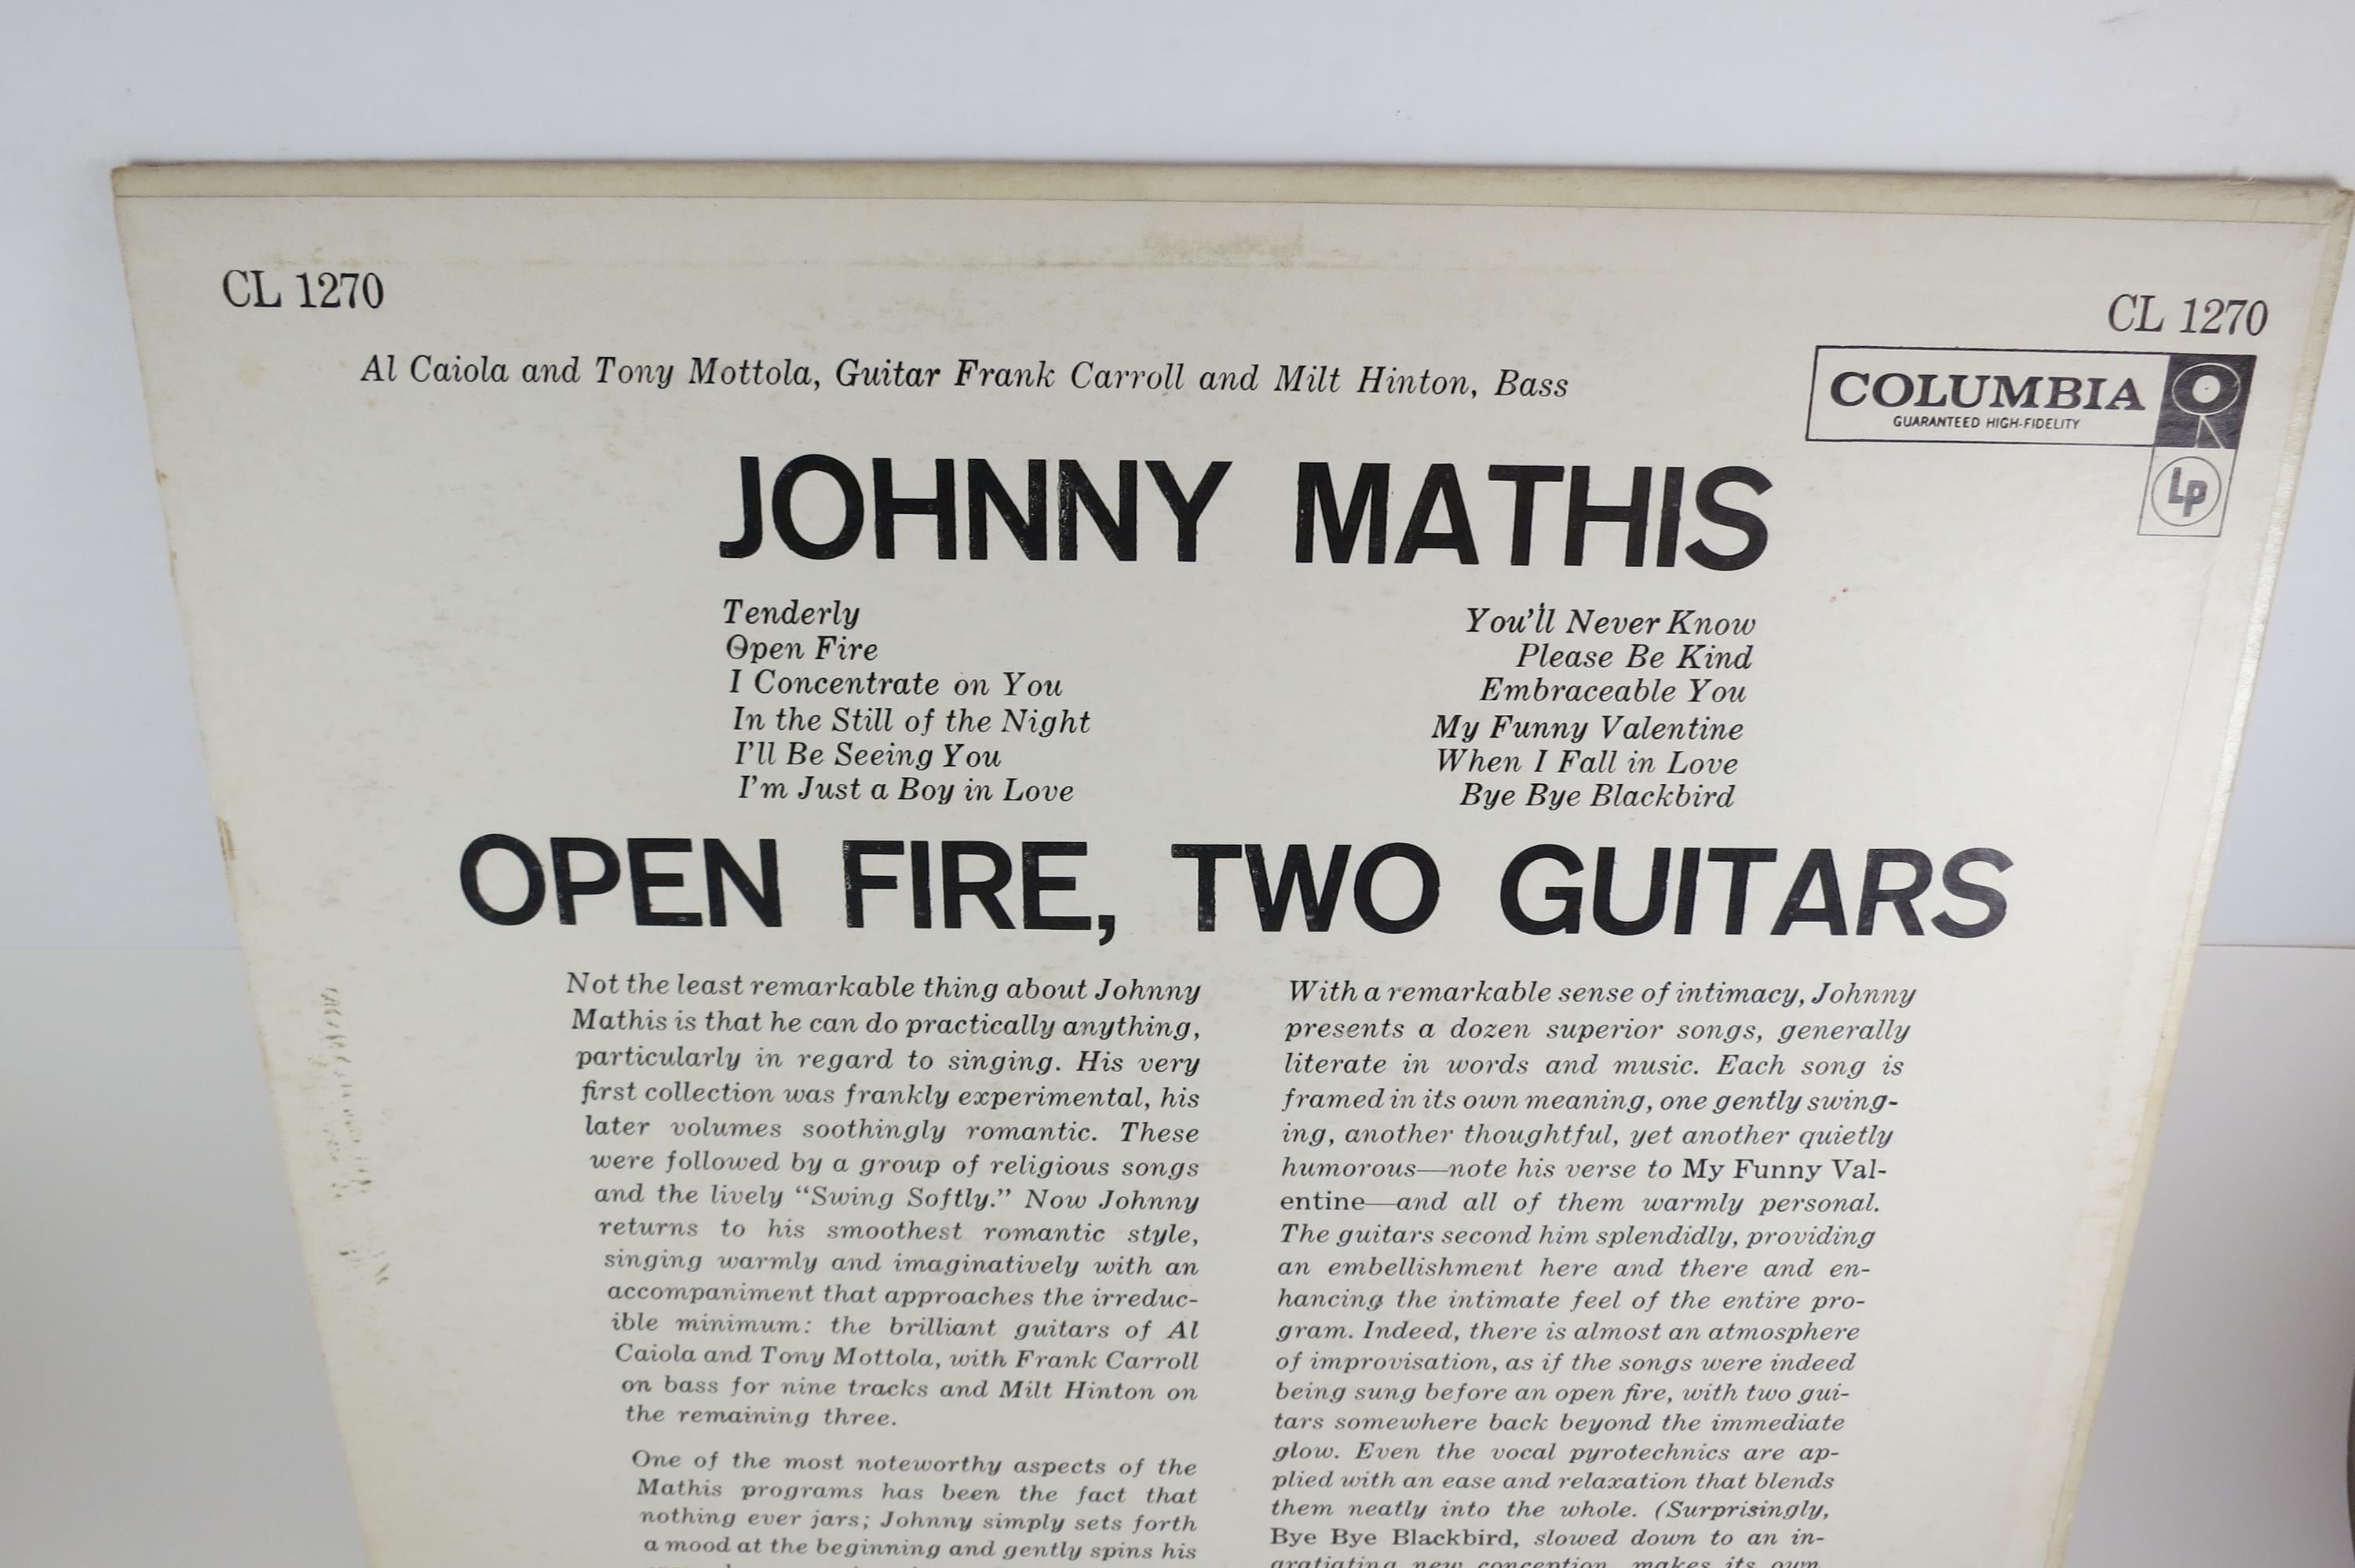 CL 1270
CL 1270
Al Caiola and Tony Mottola, Guitar Frank Carroll and Milt Hinton, Bass
COLUMBIA
GUARANTEED HIGH-FIDELITY
Lp
JOHNNY MATHIS
Tenderly
Open Fire
I Concentrate on You
In the Still of the Night
I'll Be Seeing You
I'm Just a Boy in Love
You'll Never Know
Please Be Kind
Embraceable You
My Funny Valentine
When I Fall in Love
Bye Bye Blackbird
OPEN FIRE, TWO GUITARS
Not the least remarkable thing about Johnny
Mathis is that he can do practically anything,
particularly in regard to singing. His very
first collection was frankly experimental, his
later volumes soothingly romantic. These
were followed by a group of religious songs
and the lively “Swing Softly.” Now Johnny
returns to his smoothest romantic style,
singing warmly and imaginatively with an
accompaniment that approaches the irreduc-
ible minimum: the brilliant guitars of Al
Caiola and Tony Mottola, with Frank Carroll
on bass for nine tracks and Milt Hinton on
the remaining three.
One of the most noteworthy aspects of the
Mathis programs has been the fact that
nothing ever jars; Johnny simply sets forth
a mood at the beginning and gently spins his
With a remarkable sense of intimacy, Johnny
presents a dozen superior songs, generally
literate in words and music. Each song is
framed in its own meaning, one gently swing-
ing, another thoughtful, yet another quietly
humorous—note his verse to My Funny Val-
entine—and all of them warmly personal.
The guitars second him splendidly, providing
an embellishment here and there and en-
hancing the intimate feel of the entire pro-
gram. Indeed, there is almost an atmosphere
of improvisation, as if the songs were indeed
being sung before an open fire, with two gui-
tars somewhere back beyond the immediate
glow. Even the vocal pyrotechnics are ap-
plied with an ease and relaxation that blends
them neatly into the whole. (Surprisingly,
Bye Bye Blackbird, slowed down to an in-
gratiating new conception, makes its own